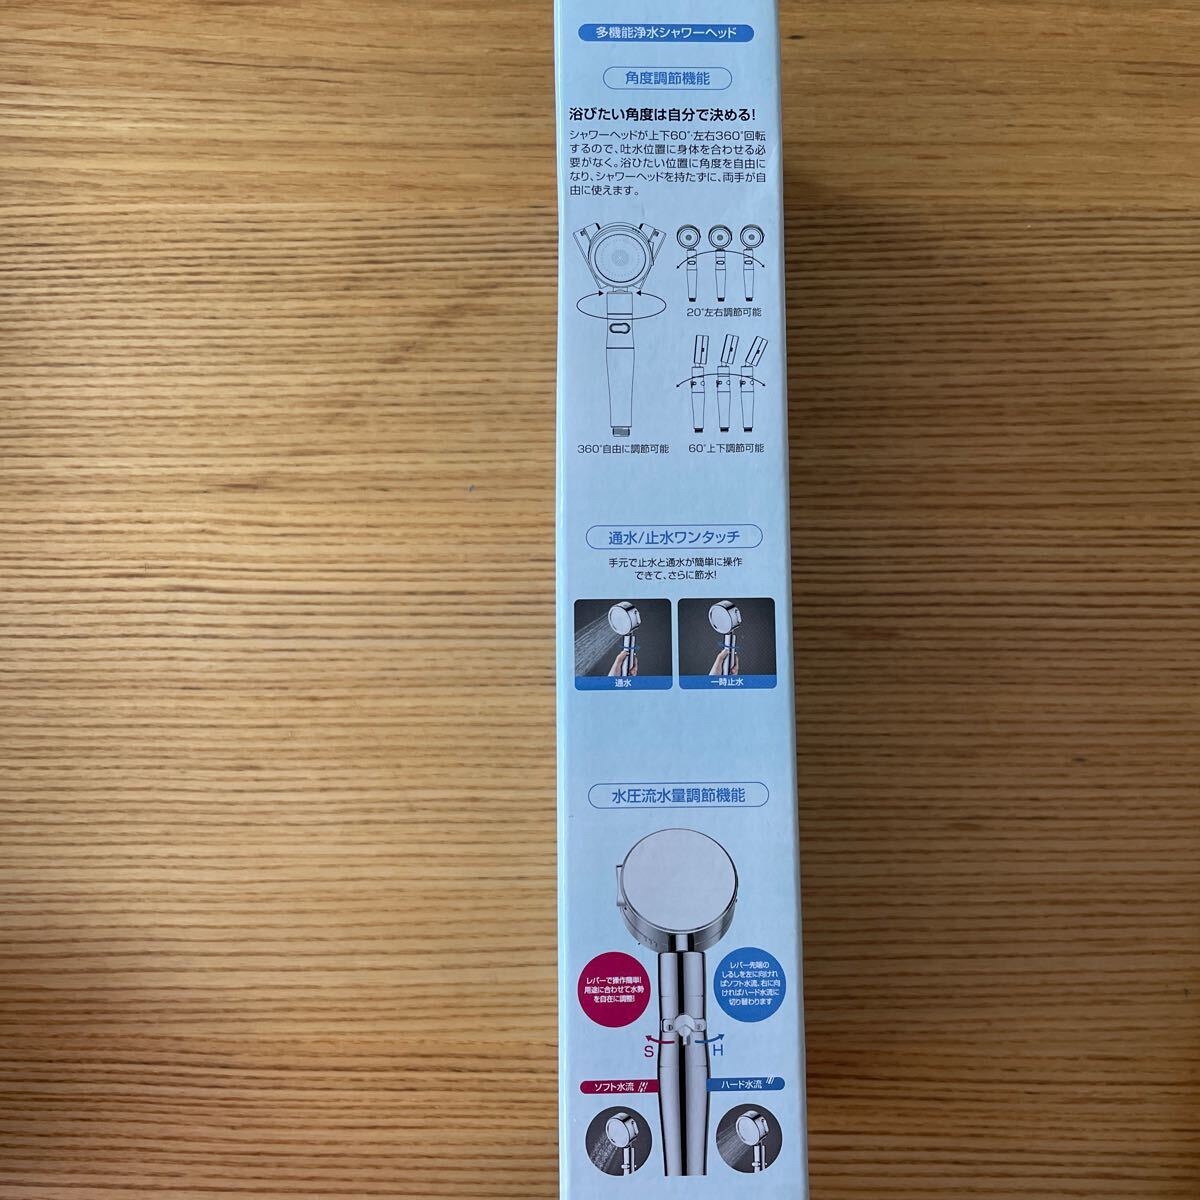 多機能浄水シャワーヘッド
角度調節機能
浴びたい角度は自分で決める!
シャワーヘッドが上下60°・左右360°回転
するので、吐水位置に身体を合わせる必
要がなく。浴ひたい位置に角度を自由に
なり、シャワーヘッドを持たずに、両手が自
由に使えます。
20°左右調節可能
360°自由に調節可能
60°上下調節可能
通水/止水ワンタッチ
手元で止水と通水が簡単に操作
できて、さらに節水!
通水
一時止水
水圧流水量調節機能
レバーで操作簡単!
用途に合わせて水勢
を自在に調整!
レバー先端の
しるしを左に向けれ
ばソフト水流、右に向
ければハード水流に
切り替わります
S
H
ソフト水流
ハード水流